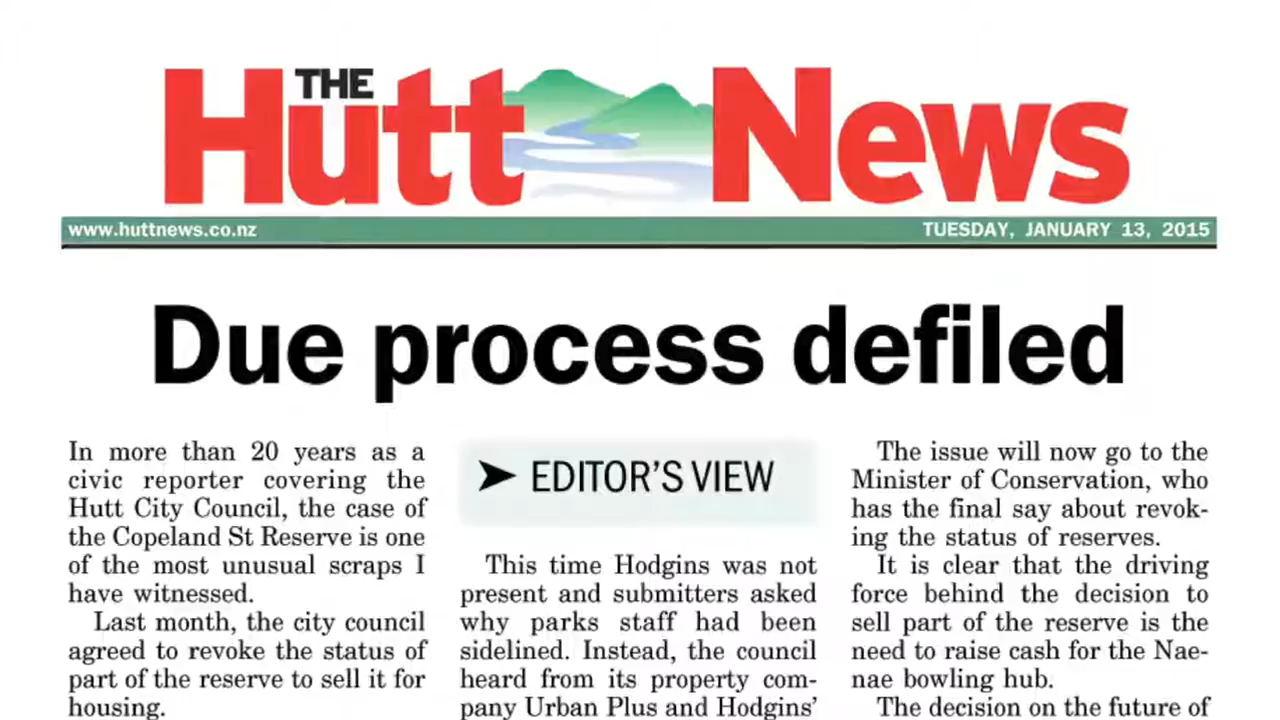 THE
Hutt News
www.huttnews.co.nz
TUESDAY, JANUARY 13, 2015
Due process defiled
In more than 20 years as a
civic reporter covering the
Hutt City Council, the case of
the Copeland St Reserve is one
of the most unusual scraps I
have witnessed.
Last month, the city council
agreed to revoke the status of
part of the reserve to sell it for
housing.
➤ EDITOR'S VIEW
This time Hodgins was not
present and submitters asked
why parks staff had been
sidelined. Instead, the council
heard from its property com-
pany Urban Plus and Hodgins'
The issue will now go to the
Minister of Conservation, who
has the final say about revok-
ing the status of reserves.
It is clear that the driving
force behind the decision to
sell part of the reserve is the
need to raise cash for the Nae-
nae bowling hub.
The decision on the future of